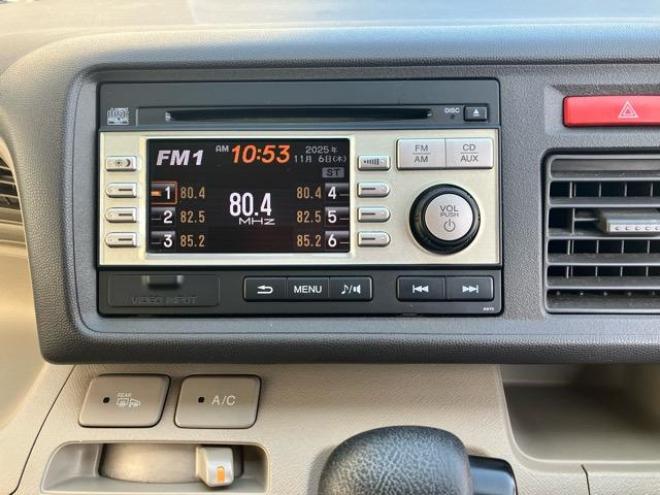 DISC
FM1 AM 10:53 2025年
11月 6日(木)
ST
1 80.4 80.4 4
2 82.5 80.4 MHz 82.5 5
3 85.2 85.2 6
FM
AM
CD
AUX
VOL
PUSH
VIDEO INPUT
MENU
REAR
A/C